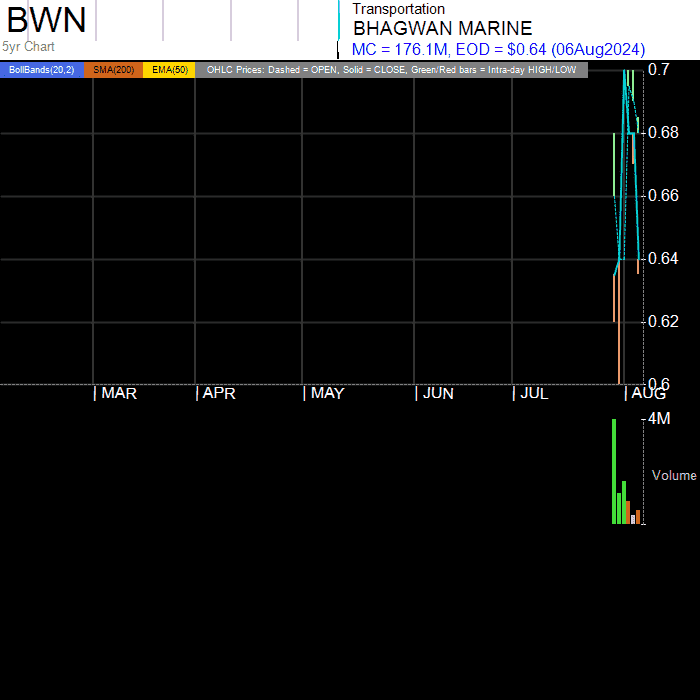 BWN
5yr Chart
Transportation
BHAGWAN MARINE
MC = 176.1M, EOD = $0.64 (06Aug2024)
BollBands(20,2) SMA(200) EMA(50) OHLC Prices: Dashed = OPEN, Solid = CLOSE, Green/Red bars = Intra-day HIGH/LOW
0.7
0.68
0.66
0.64
0.62
0.6
| MAR | APR | MAY | JUN | JUL | AUG
4M
Volume